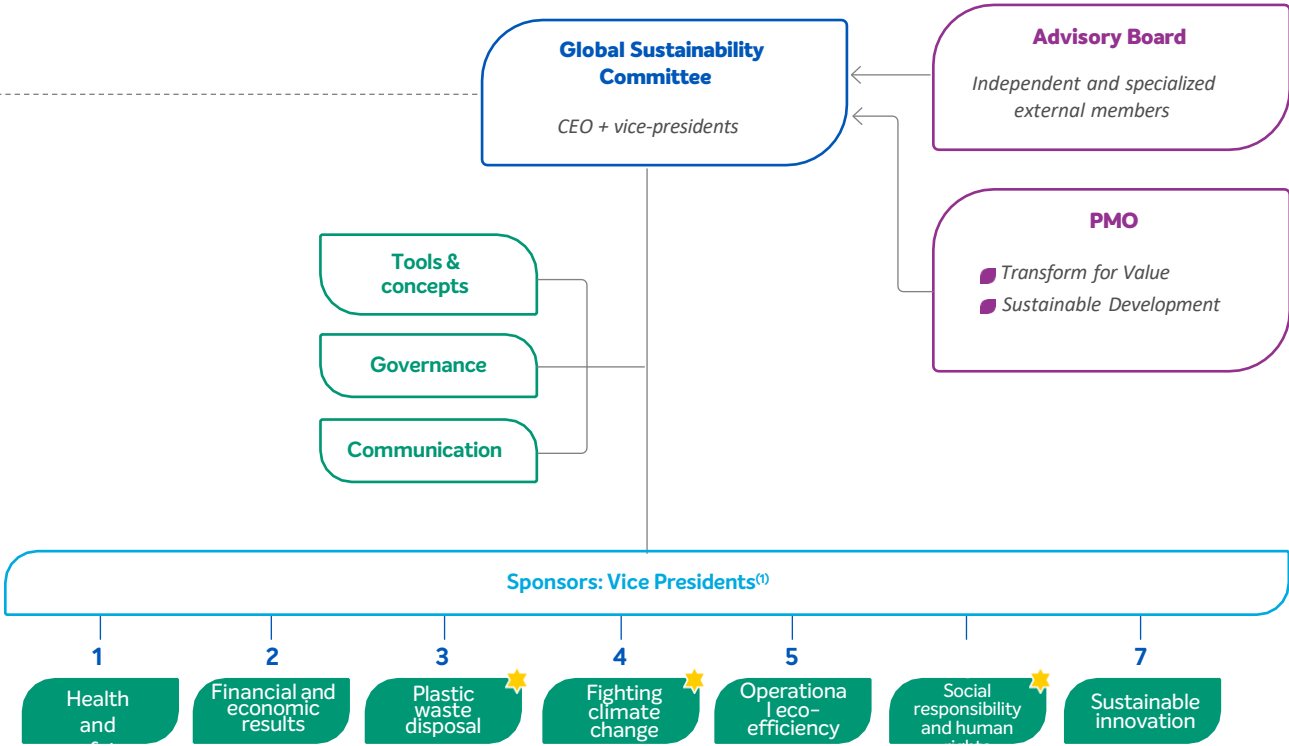 Global Sustainability
Committee
CEO + vice-presidents
Advisory Board
Independent and specialized
external members
PMO
Transform for Value
Sustainable Development
Tools &
concepts
Governance
Communication
Sponsors: Vice Presidents(1)
1
2
3
4
5
7
Health
and
Financial and
economic
results
Plastic
waste
disposal
Fighting
climate
change
Operationa
l eco-
efficiency
Social
responsibility
and human
Sustainable
innovation